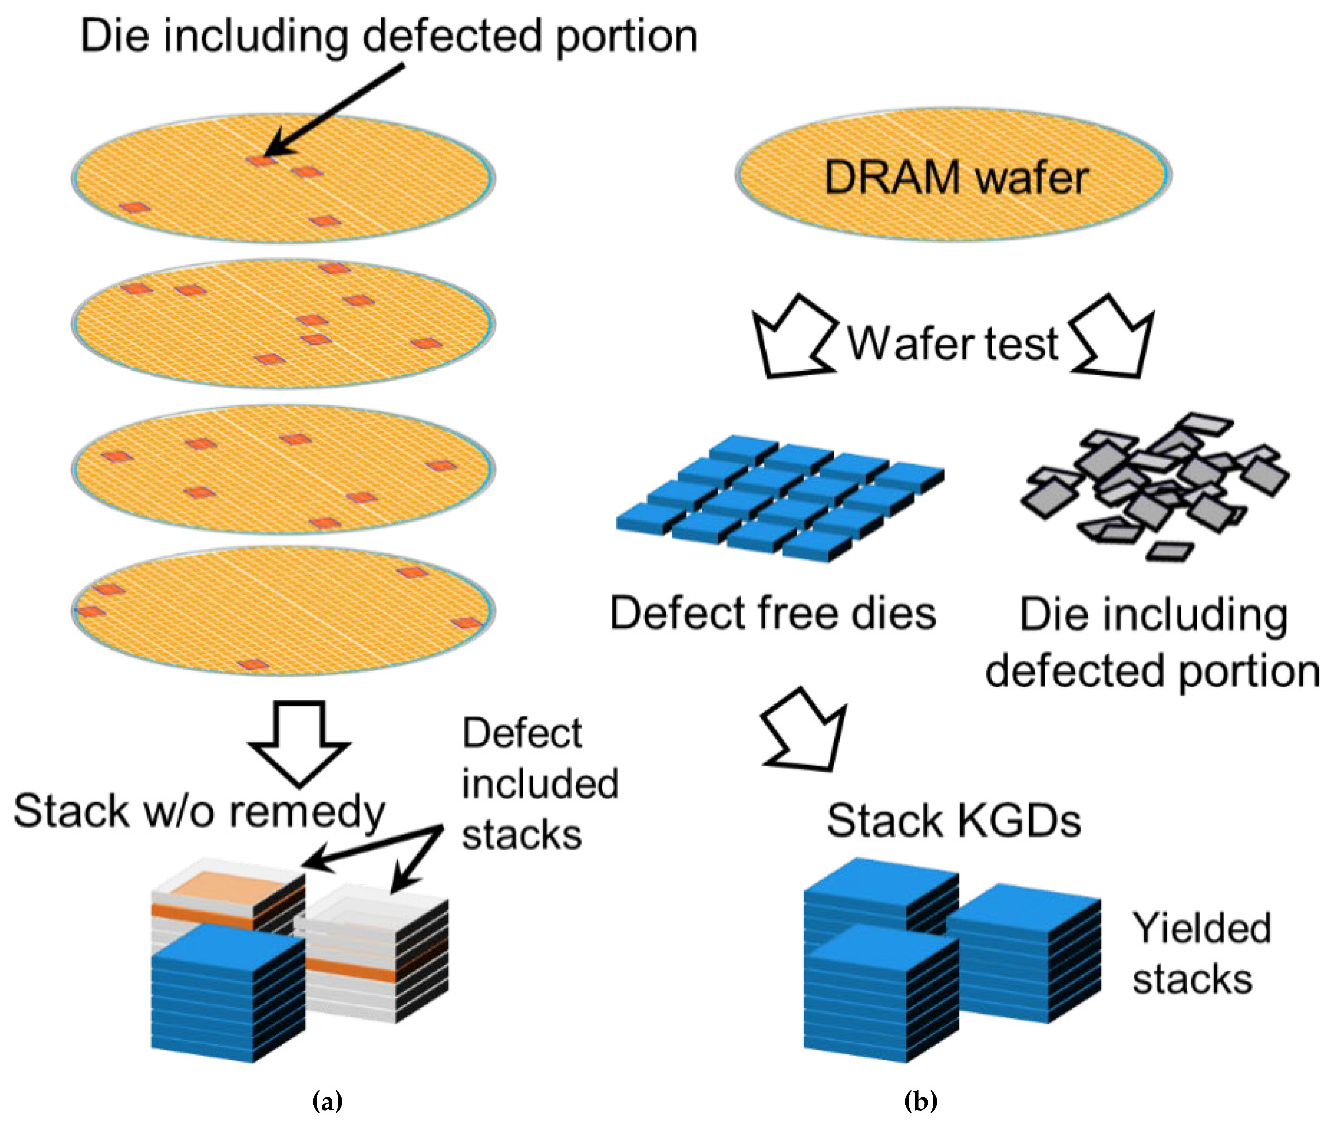 Die including defected portion
Stack w/o remedy
Defect
included
stacks
(a)
DRAM wafer
Wafer test
Defect free dies
Die including
defected portion
Stack KGDs
Yielded
stacks
(b)